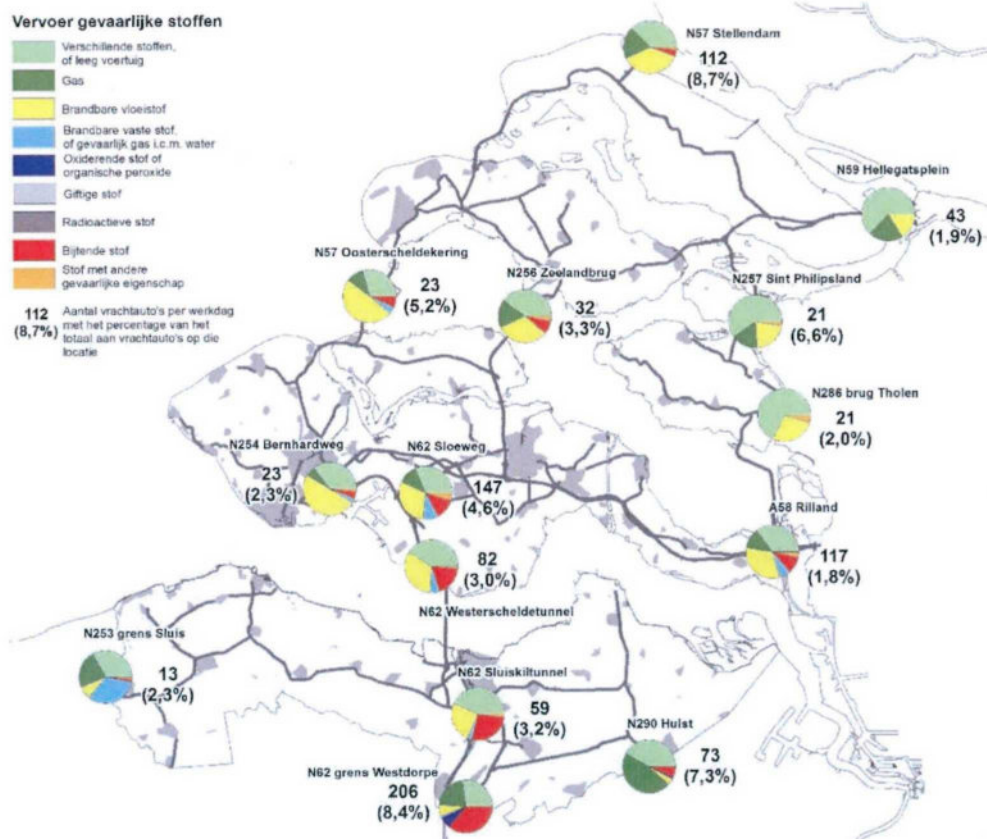 Vervoer gevaarlijke stoffen
Verschillende stoffen,
of leeg voertuig
Gas
Brandbare vloeistof
Brandbare vaste stof,
of gevaarlijk gas i.c.m. water
Oxiderende stof of
organische peroxide
Giftige stof
Radioactieve stof
Bijtende stof
Stof met andere
gevaarlijke eigenschap
112
(8,7%)
Aantal vrachtauto's per werkdag
met het percentage van het
totaal aan vrachtauto's op die
locatie
N57 Stellendam
112
(8,7%)
N59 Hellegatsplein
43
(1,9%)
N57 Oosterscheldekering
23
(5,2%)
N256 Zeelandbrug
32
(3,3%)
N257 Sint Philipsland
21
(6,6%)
N286 brug Tholen
21
(2,0%)
N254 Bernhardweg
23
(2,3%)
N62 Sloeweg
147
(4,6%)
A58 Rilland
117
(1,8%)
82
(3,0%)
N62 Westerscheldetunnel
N253 grens Sluis
13
(2,3%)
N62 Sluiskiltunnel
59
(3,2%)
N290 Hulst
73
(7,3%)
N62 grens Westdorpe
206
(8,4%)